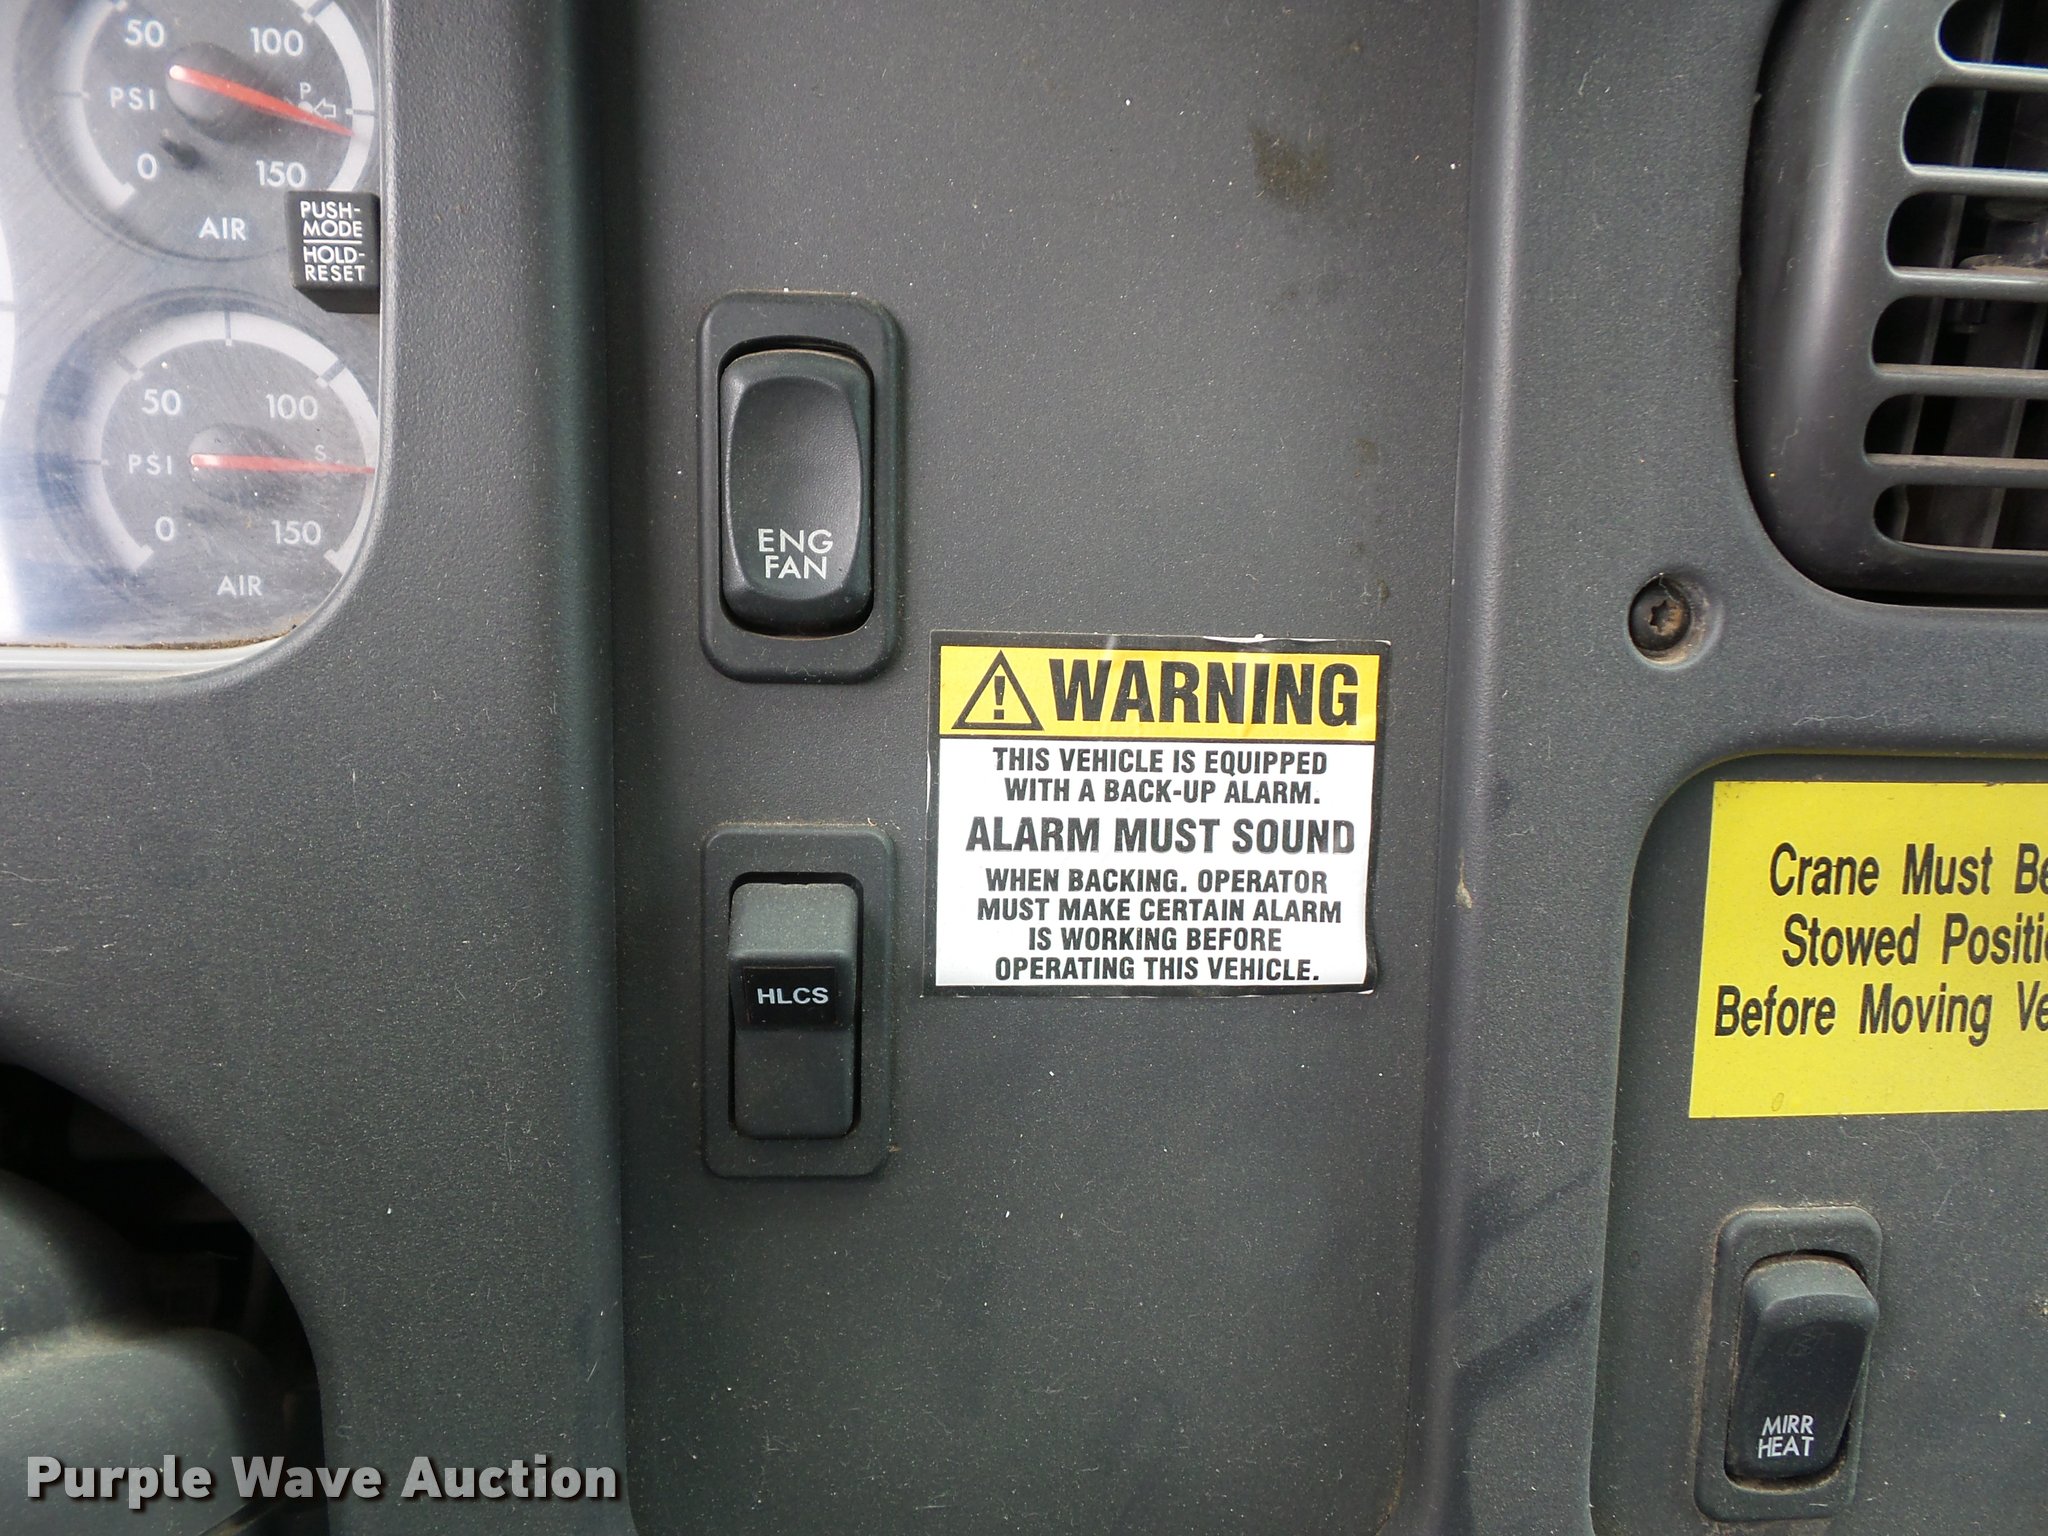 50
100
PSI
P
0
150
AIR
PUSH-
MODE
HOLD-
RESET
50
100
PSI
S
0
150
AIR
ENG
FAN
WARNING
THIS VEHICLE IS EQUIPPED
WITH A BACK-UP ALARM.
ALARM MUST SOUND
WHEN BACKING. OPERATOR
MUST MAKE CERTAIN ALARM
IS WORKING BEFORE
OPERATING THIS VEHICLE.
HLCS
Crane Must
Stowed
Before Moving
MIRR
HEAT
Purple Wave Auction